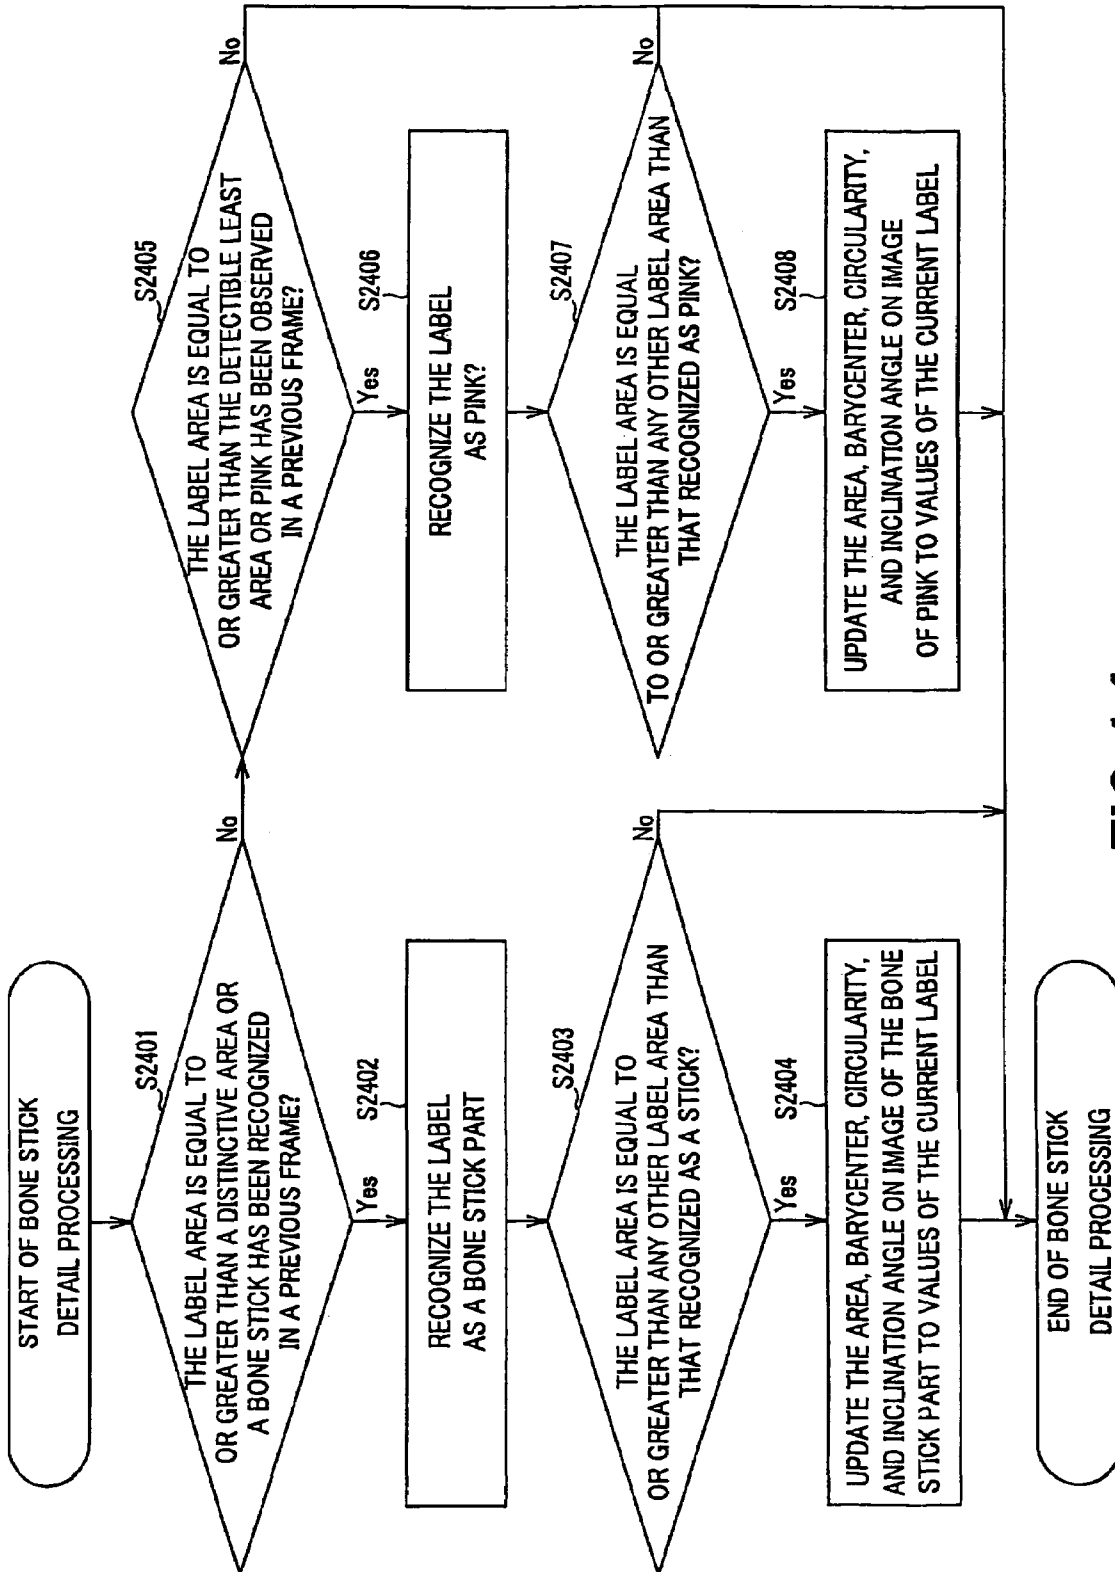 START OF BONE STICK
DETAIL PROCESSING
S2401
THE LABEL AREA IS EQUAL TO
OR GREATER THAN A DISTINCTIVE AREA OR
A BONE STICK HAS BEEN RECOGNIZED
IN A PREVIOUS FRAME?
No
Yes
S2402
RECOGNIZE THE LABEL
AS A BONE STICK PART
S2403
THE LABEL AREA IS EQUAL TO
OR GREATER THAN ANY OTHER LABEL AREA THAN
THAT RECOGNIZED AS A STICK?
No
Yes
S2404
UPDATE THE AREA, BARYCENTER, CIRCULARITY,
AND INCLINATION ANGLE ON IMAGE OF THE BONE
STICK PART TO VALUES OF THE CURRENT LABEL
END OF BONE STICK
DETAIL PROCESSING
S2405
THE LABEL AREA IS EQUAL TO
OR GREATER THAN THE DETECTIBLE LEAST
AREA OR PINK HAS BEEN OBSERVED
IN A PREVIOUS FRAME?
No
Yes
S2406
RECOGNIZE THE LABEL
AS PINK?
S2407
THE LABEL AREA IS EQUAL
TO OR GREATER THAN ANY OTHER LABEL AREA THAN
THAT RECOGNIZED AS PINK?
No
Yes
S2408
UPDATE THE AREA, BARYCENTER, CIRCULARITY,
AND INCLINATION ANGLE ON IMAGE
OF PINK TO VALUES OF THE CURRENT LABEL